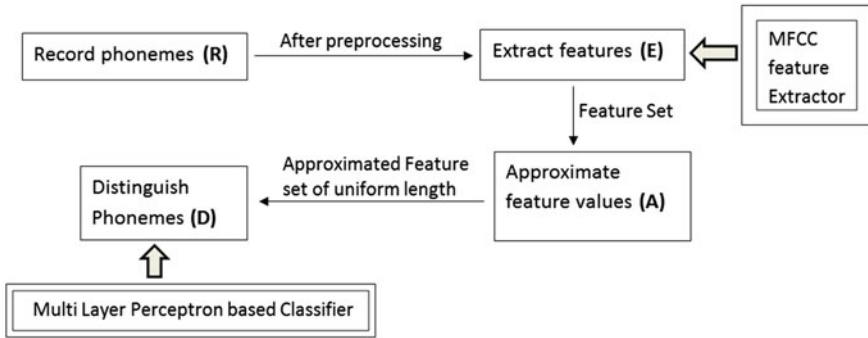 Record phonemes (R)
After preprocessing
Extract features (E)
MFCC
feature
Extractor
Feature Set
Approximate
feature values (A)
Approximated Feature
set of uniform length
Distinguish
Phonemes (D)
Multi Layer Perceptron based Classifier